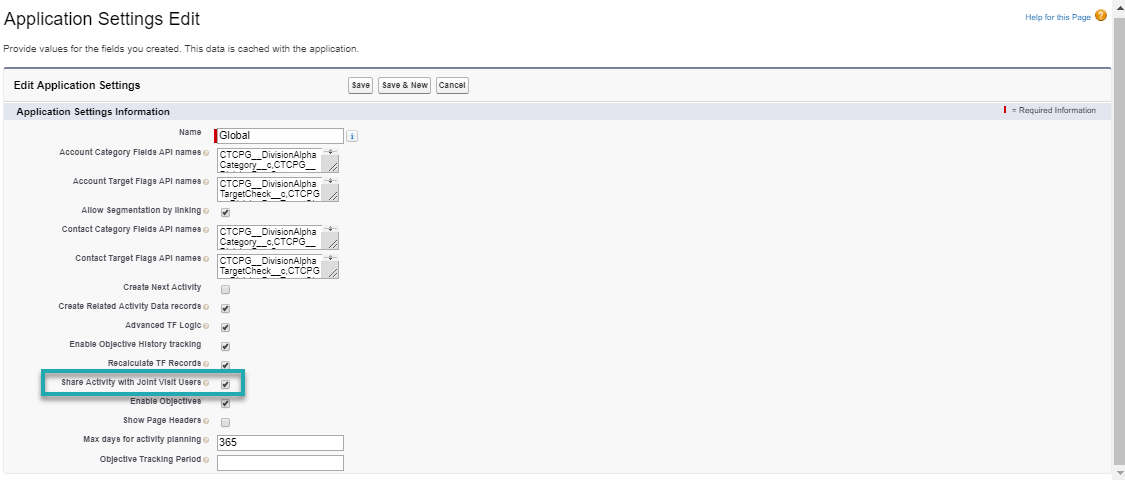 Application Settings Edit
Help for this Page ?
Provide values for the fields you created. This data is cached with the application.
Edit Application Settings
Save
Save & New
Cancel
Application Settings Information
= Required Information
Name
Global
i
Account Category Fields API names
CTCPG__DivisionAlpha
Category__c,CTCPG__
Account Target Flags API names
CTCPG__DivisionAlpha
TargetCheck__c,CTCPG
Allow Segmentation by linking
Contact Category Fields API names
CTCPG__DivisionAlpha
Category__c,CTCPG__
Contact Target Flags API names
CTCPG__DivisionAlpha
TargetCheck__c,CTCPG
Create Next Activity
Create Related Activity Data records
Advanced TF Logic
Enable Objective History tracking
Recalculate TF Records
Share Activity with Joint Visit Users
Enable Objectives
Show Page Headers
Max days for activity planning
365
Objective Tracking Period